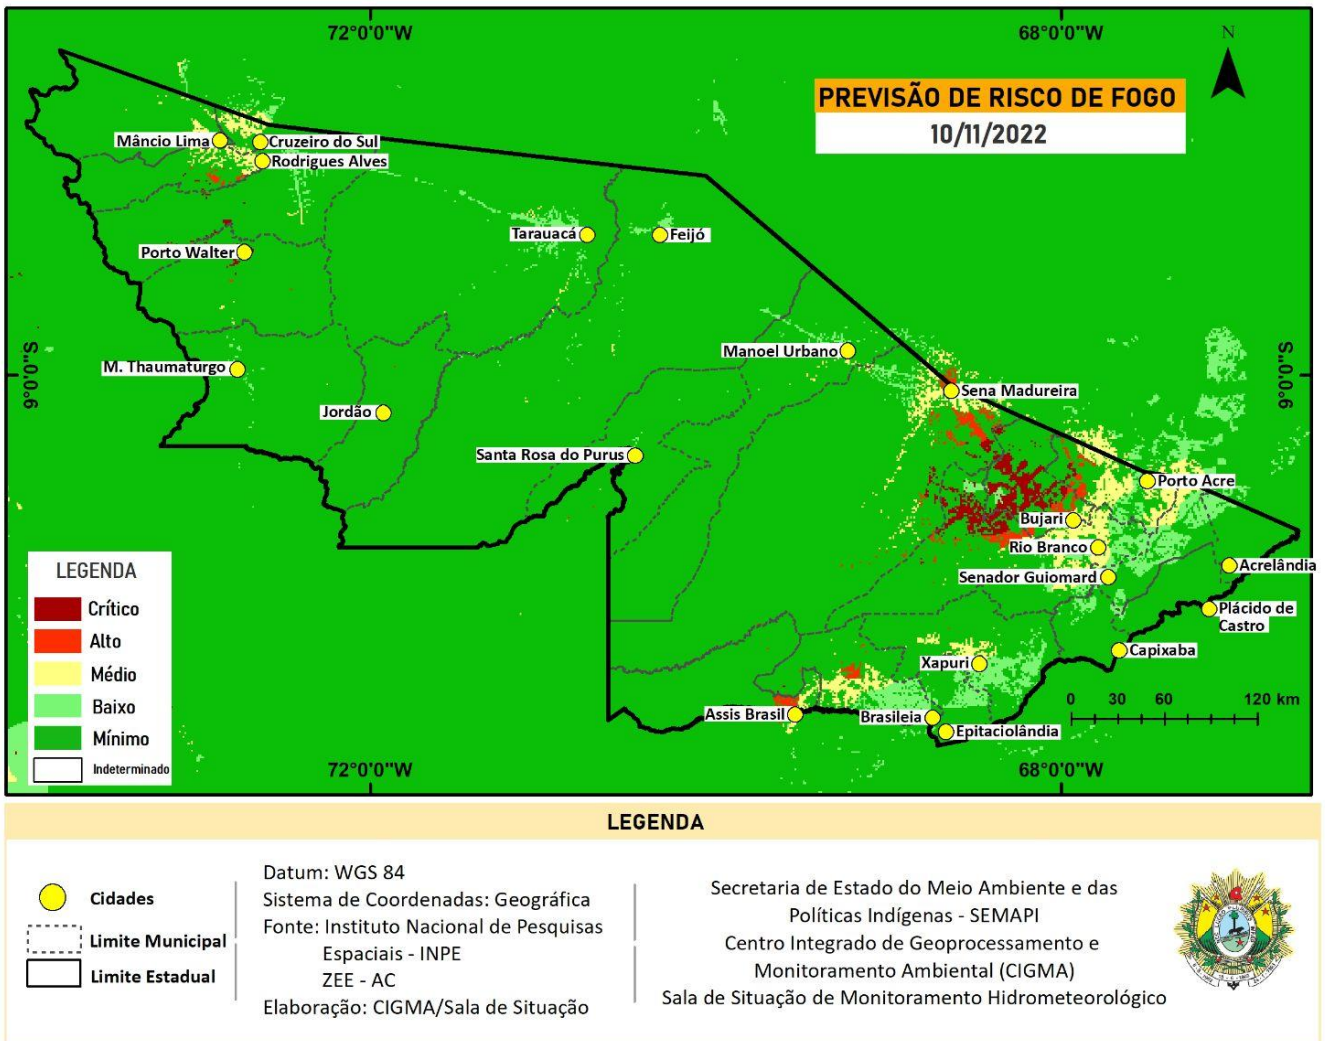 72°0'0"W
68°0'0"W
N
PREVISÃO DE RISCO DE FOGO
10/11/2022
Mâncio Lima
Cruzeiro do Sul
Rodrigues Alves
Tarauacá
Feijó
Porto Walter
Manoel Urbano
9°0'0"S
9°0'0"S
M. Thaumaturgo
Sena Madureira
Jordão
Santa Rosa do Purus
Porto Acre
Bujari
Rio Branco
Acrelândia
Senador Guiomard
Plácido de
Castro
Capixaba
Xapuri
Assis Brasil
Brasileia
Epitaciolândia
0 30 60 120 km
LEGENDA
Crítico
Alto
Médio
Baixo
Mínimo
Indeterminado
72°0'0"W
68°0'0"W
LEGENDA
Cidades
Limite Municipal
Limite Estadual
Datum: WGS 84
Sistema de Coordenadas: Geográfica
Fonte: Instituto Nacional de Pesquisas
Espaciais - INPE
ZEE - AC
Elaboração: CIGMA/Sala de Situação
Secretaria de Estado do Meio Ambiente e das
Políticas Indígenas - SEMAPI
Centro Integrado de Geoprocessamento e
Monitoramento Ambiental (CIGMA)
Sala de Situação de Monitoramento Hidrometeorológico